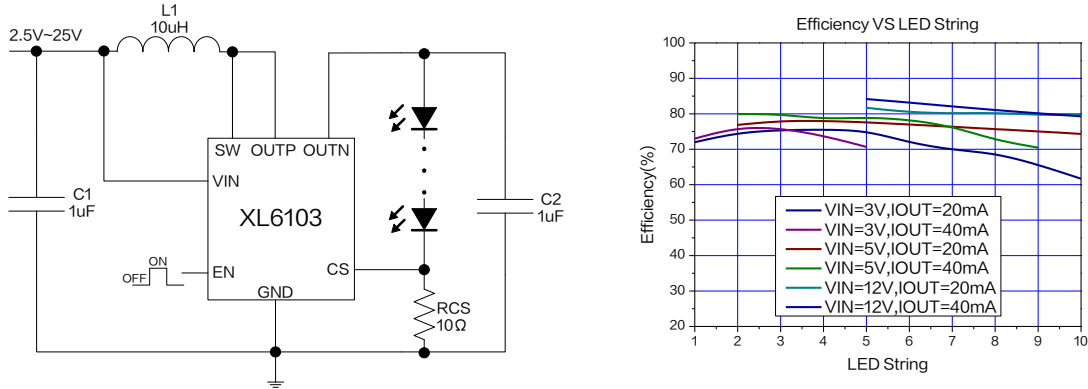 L1
10uH
2.5V~25V
SW OUTP OUTN
VIN
XL6103
EN
CS
GND
C1
1uF
C2
1uF
ON
OFF
RCS
10Ω
Efficiency VS LED String
Efficiency(%)
100
90
80
70
60
50
40
30
20
VIN=3V,IOUT=20mA
VIN=3V,IOUT=40mA
VIN=5V,IOUT=20mA
VIN=5V,IOUT=40mA
VIN=12V,IOUT=20mA
VIN=12V,IOUT=40mA
1 2 3 4 5 6 7 8 9 10
LED String